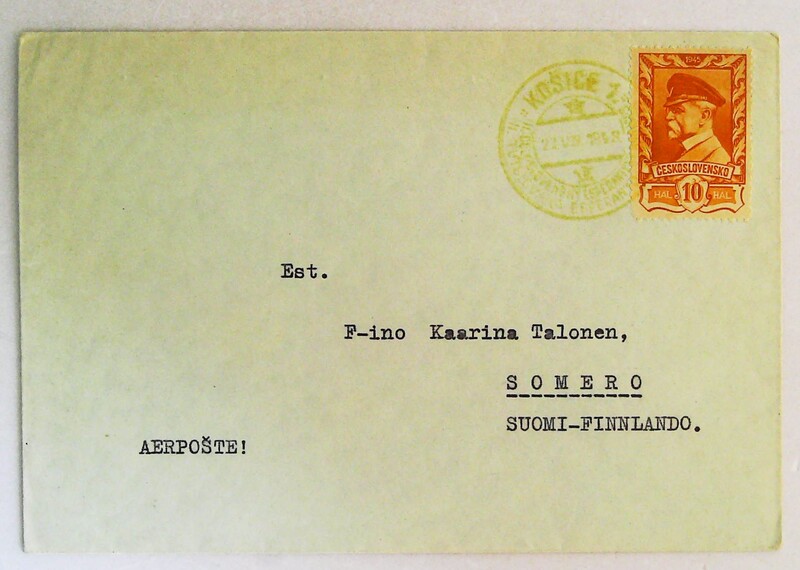 KOŠICE 1
1945
ČESKOSLOVENSKO
HAL 10 HAL
Est.
F-ino Kaarina Talonen,
SOMERO
SUOMI-FINNLANDO.
AERPOŠTE!